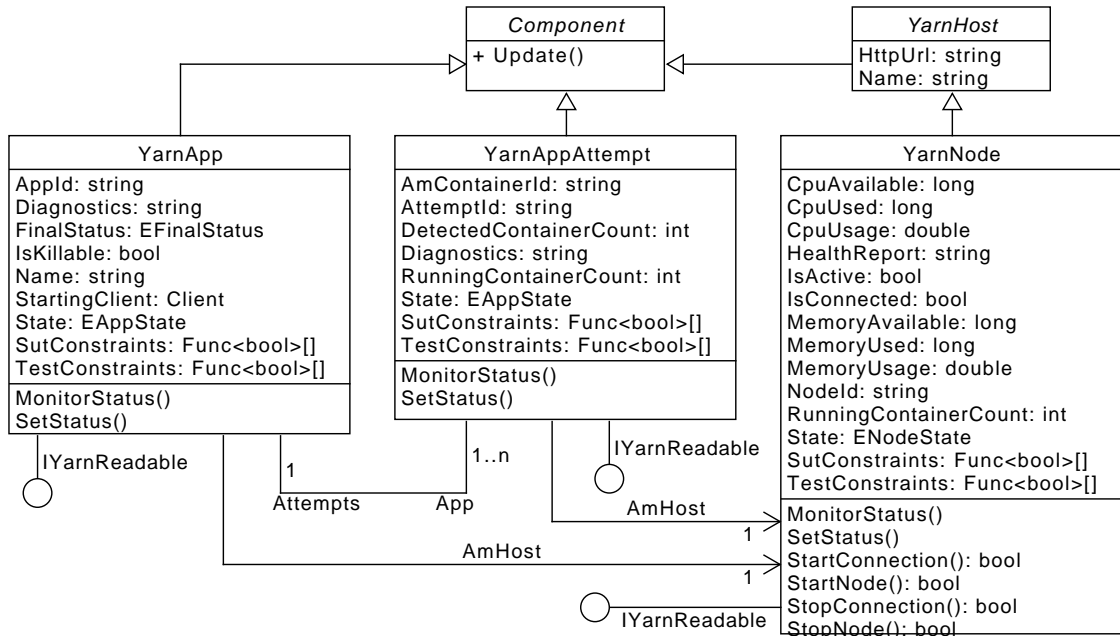 Component
+ Update()
YarnHost
HttpUrl: string
Name: string
YarnApp
AppId: string
Diagnostics: string
FinalStatus: EFinalStatus
IsKillable: bool
Name: string
StartingClient: Client
State: EAppState
SutConstraints: Func<bool>[]
TestConstraints: Func<bool>[]
MonitorStatus()
SetStatus()
YarnAppAttempt
AmContainerId: string
AttemptId: string
DetectedContainerCount: int
Diagnostics: string
RunningContainerCount: int
State: EAppState
SutConstraints: Func<bool>[]
TestConstraints: Func<bool>[]
MonitorStatus()
SetStatus()
YarnNode
CpuAvailable: long
CpuUsed: long
CpuUsage: double
HealthReport: string
IsActive: bool
IsConnected: bool
MemoryAvailable: long
MemoryUsed: long
MemoryUsage: double
NodeId: string
RunningContainerCount: int
State: ENodeState
SutConstraints: Func<bool>[]
TestConstraints: Func<bool>[]
MonitorStatus()
SetStatus()
StartConnection(): bool
StartNode(): bool
StopConnection(): bool
StopNode(): bool
IYarnReadable
1
Attempts
1..n
App
IYarnReadable
AmHost
1
AmHost
1
IYarnReadable